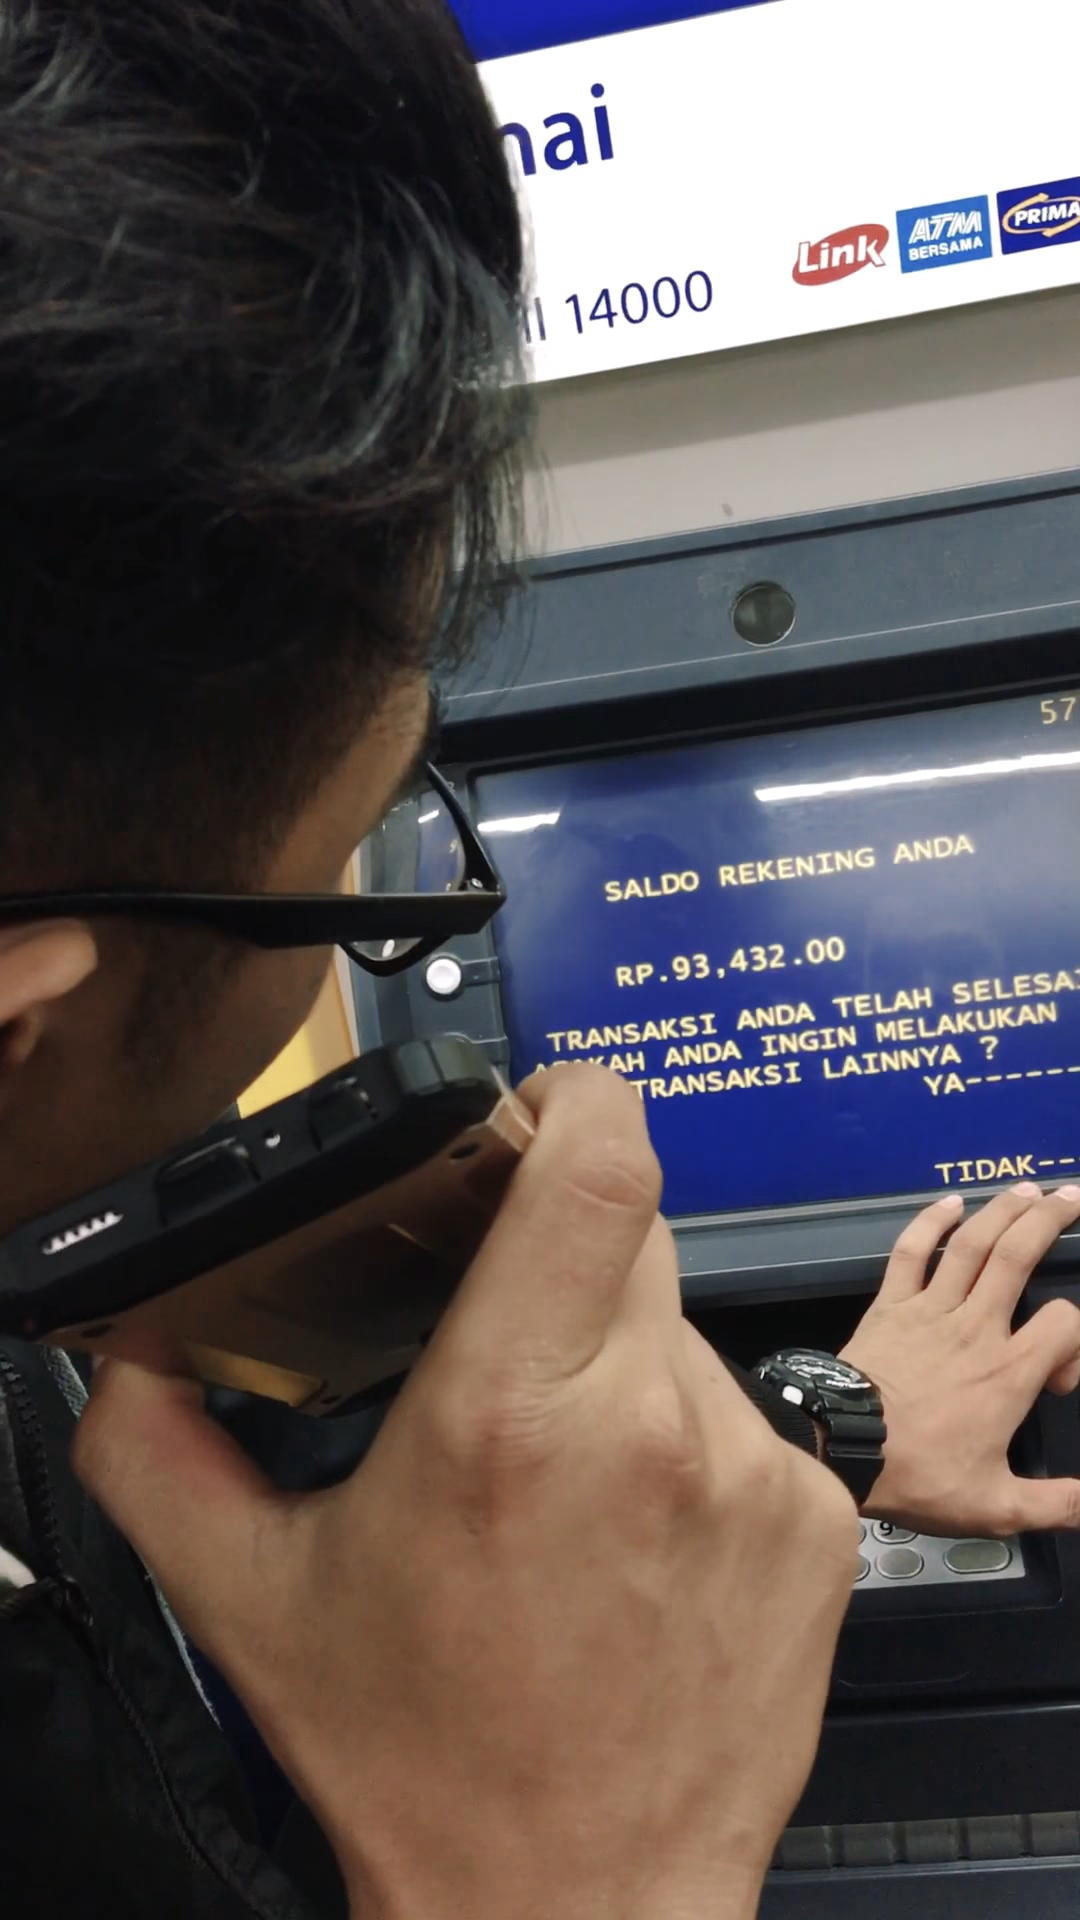 nai
14000
Link
ATM
BERSAMA
PRIMA
57
SALDO REKENING ANDA
RP.93,432.00
TRANSAKSI ANDA TELAH SELESAI
ANDA INGIN MELAKUKAN
TRANSAKSI LAINNYA ?
YA------
TIDAK---
9